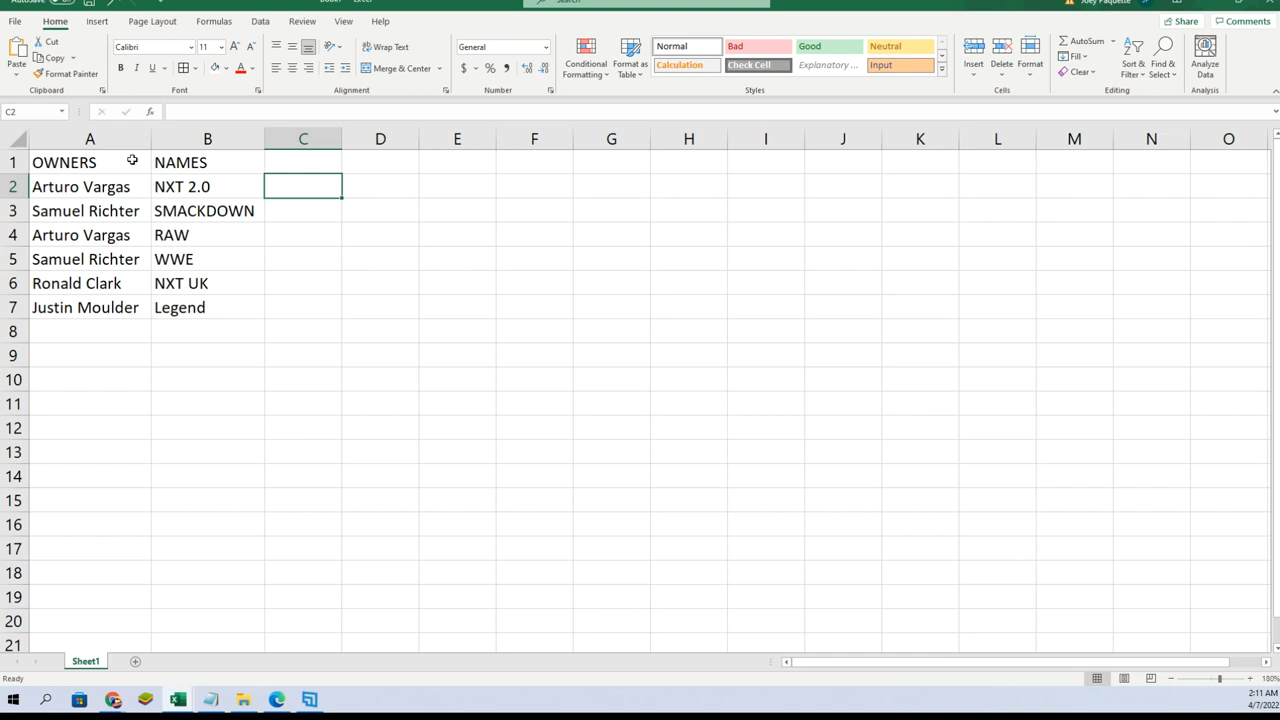 File Home Insert Page Layout Formulas Data Review View Help Share Comments
Paste Cut Copy Format Painter Clipboard
Calibri 11 B I U Font
Wrap Text Merge & Center Alignment
General $ % 9 Number
Conditional Formatting Format as Table
Normal Bad Good Neutral
Calculation Check Cell Explanatory ... Input
Styles
Insert Delete Format Cells
AutoSum Fill Clear Sort & Filter Find & Select Editing
Analyze Data Analysis
C2 fx
A B C D E F G H I J K L M N O
1 OWNERS NAMES
2 Arturo Vargas NXT 2.0
3 Samuel Richter SMACKDOWN
4 Arturo Vargas RAW
5 Samuel Richter WWE
6 Ronald Clark NXT UK
7 Justin Moulder Legend
8
9
10
11
12
13
14
15
16
17
18
19
20
21
Sheet1
Ready 180%
2:11 AM
4/7/2022